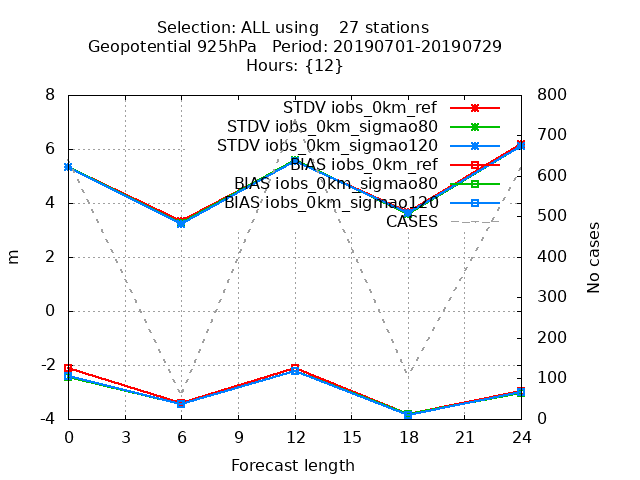 Selection: ALL using    27 stations
Geopotential 925hPa   Period: 20190701-20190729
Hours: {12}
8
6
4
2
0
-2
-4
m
STDV iobs_0km_ref
STDV iobs_0km_sigmao80
STDV iobs_0km_sigmao120
BIAS iobs_0km_ref
BIAS iobs_0km_sigmao80
BIAS iobs_0km_sigmao120
CASES
800
700
600
500
400
300
200
100
0
No cases
0 3 6 9 12 15 18 21 24
Forecast length